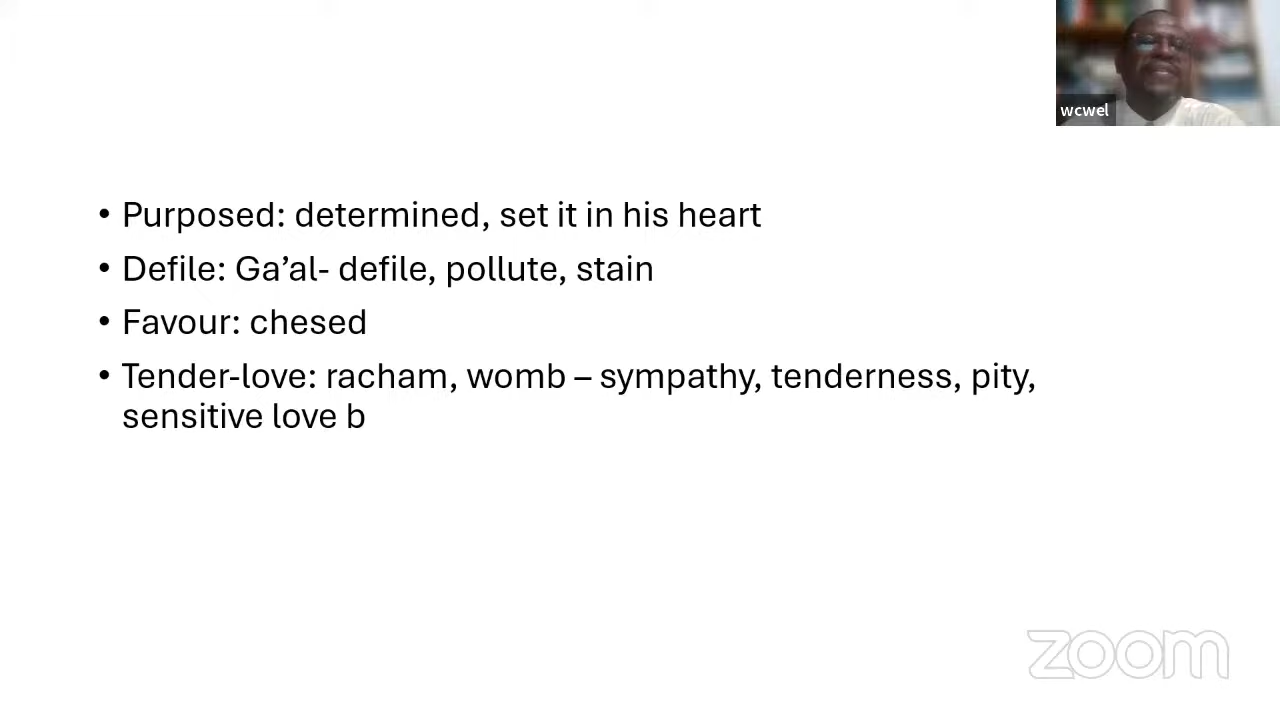 wcwel
• Purposed: determined, set it in his heart
• Defile: Ga’al- defile, pollute, stain
• Favour: chesed
• Tender-love: racham, womb – sympathy, tenderness, pity,
sensitive love b
zoom